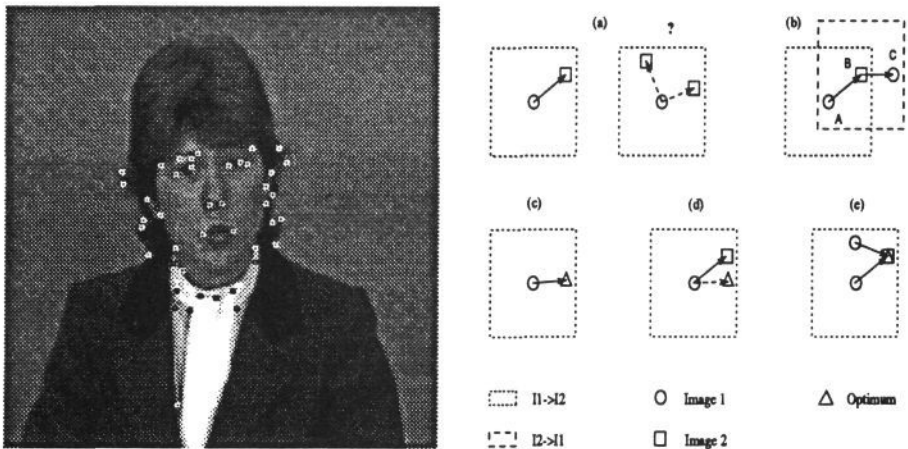 (a)
?
(b)
B
C
A
(c)
(d)
(e)
I1->I2
Image 1
Optimum
I2->I1
Image 2